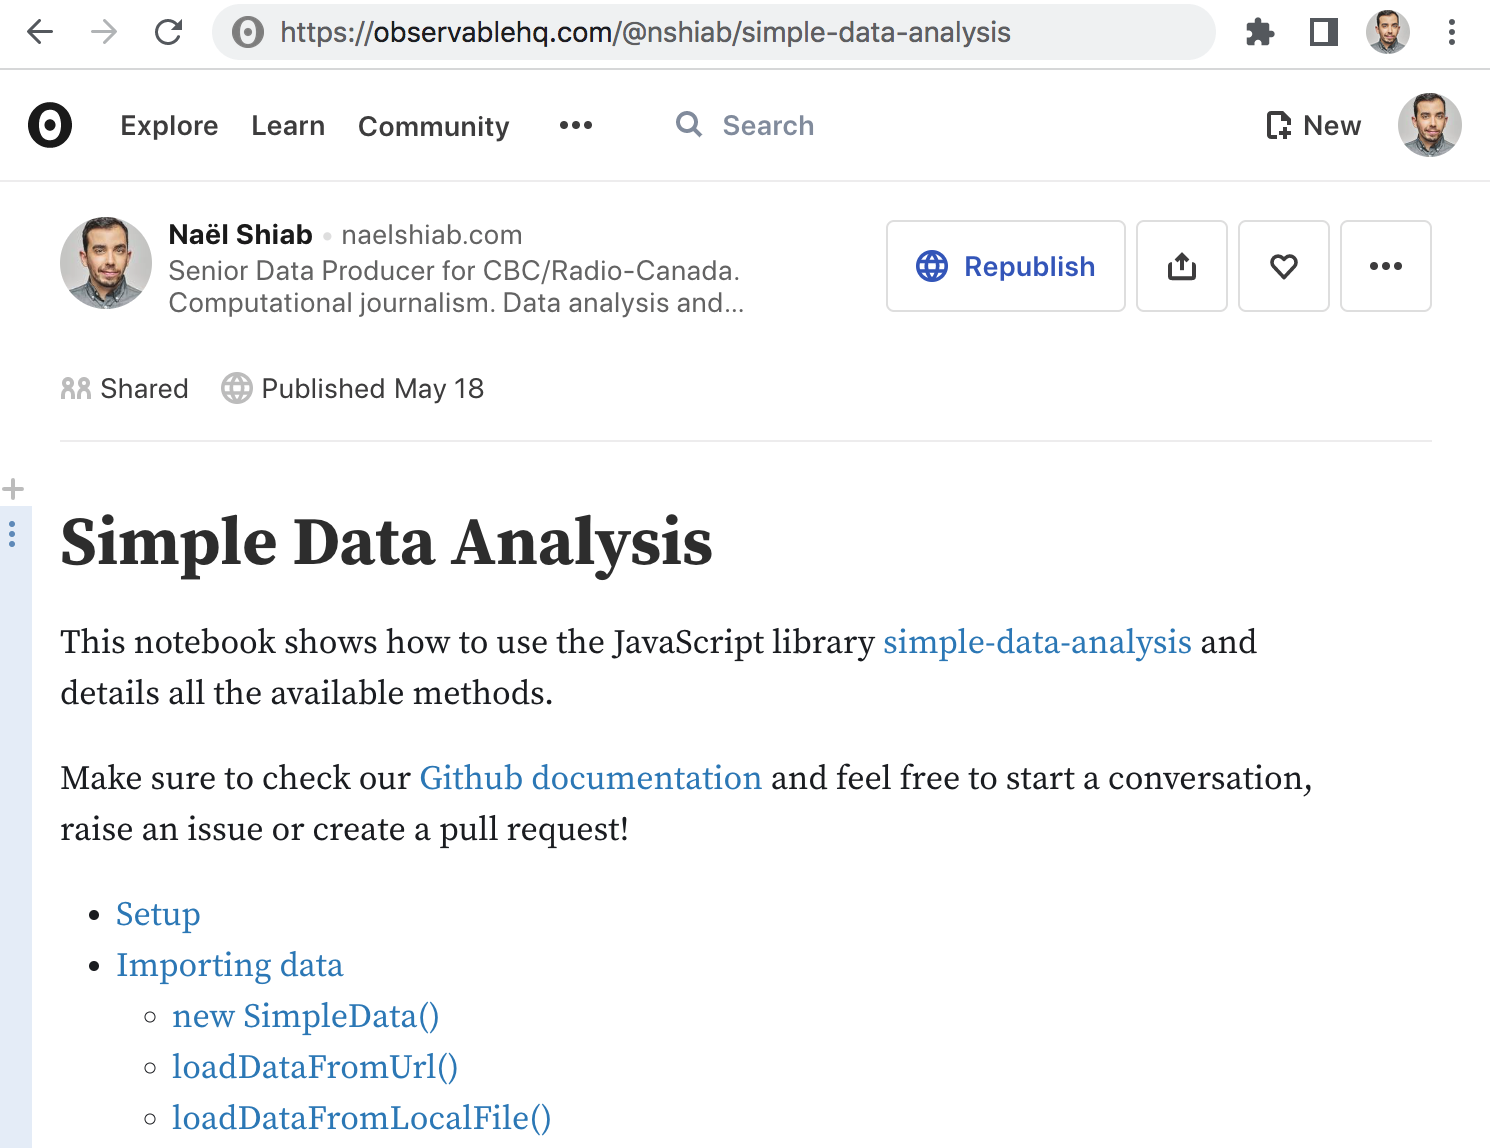 https://observablehq.com/@nshiab/simple-data-analysis
Explore Learn Community ••• Search New
Naël Shiab • naelshiab.com
Senior Data Producer for CBC/Radio-Canada.
Computational journalism. Data analysis and...
Republish
Shared Published May 18
Simple Data Analysis
This notebook shows how to use the JavaScript library simple-data-analysis and
details all the available methods.
Make sure to check our Github documentation and feel free to start a conversation,
raise an issue or create a pull request!
• Setup
• Importing data
◦ new SimpleData()
◦ loadDataFromUrl()
◦ loadDataFromLocalFile()